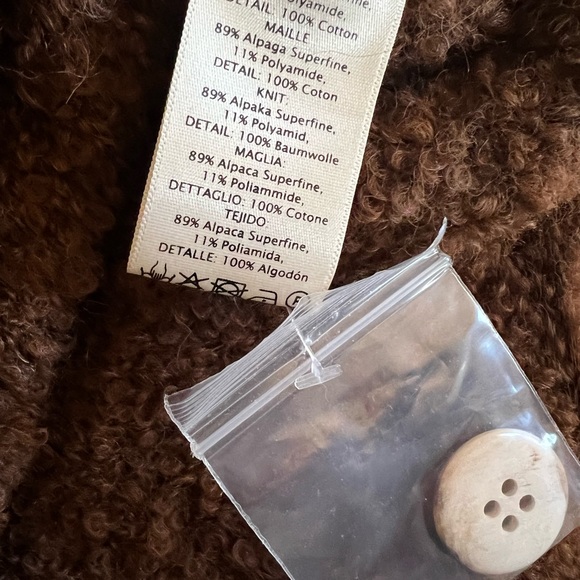 Polyamide,
DETAIL: 100% Cotton
MAILLE
89% Alpaga Superfine,
11% Polyamide,
DETAIL: 100% Coton
KNIT:
89% Alpaka Superfine,
11% Polyamid,
DETAIL: 100% Baumwolle
MAGLIA:
89% Alpaca Superfine,
11% Poliammide,
DETTAGLIO: 100% Cotone
TEJIDO
89% Alpaca Superfine,
11% Poliamida,
DETALLE: 100% Algodón